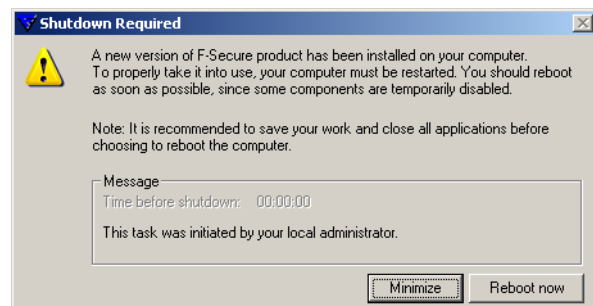 Shutdown Required
A new version of F-Secure product has been installed on your computer.
To properly take it into use, your computer must be restarted. You should reboot
as soon as possible, since some components are temporarily disabled.
Note: It is recommended to save your work and close all applications before
choosing to reboot the computer.
Message
Time before shutdown: 00:00:00
This task was initiated by your local administrator.
Minimize Reboot now